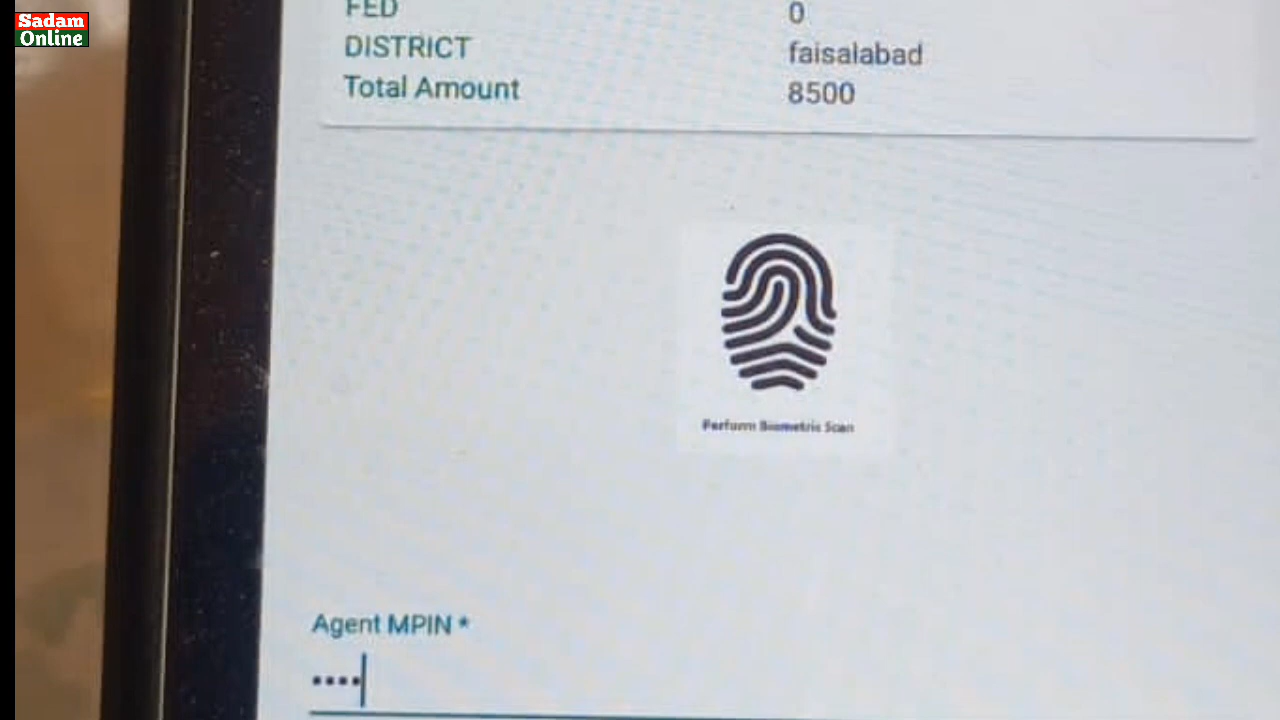 Sadam
Online
FED 0
DISTRICT faisalabad
Total Amount 8500
Perform Biometric Scan
Agent MPIN *
••••